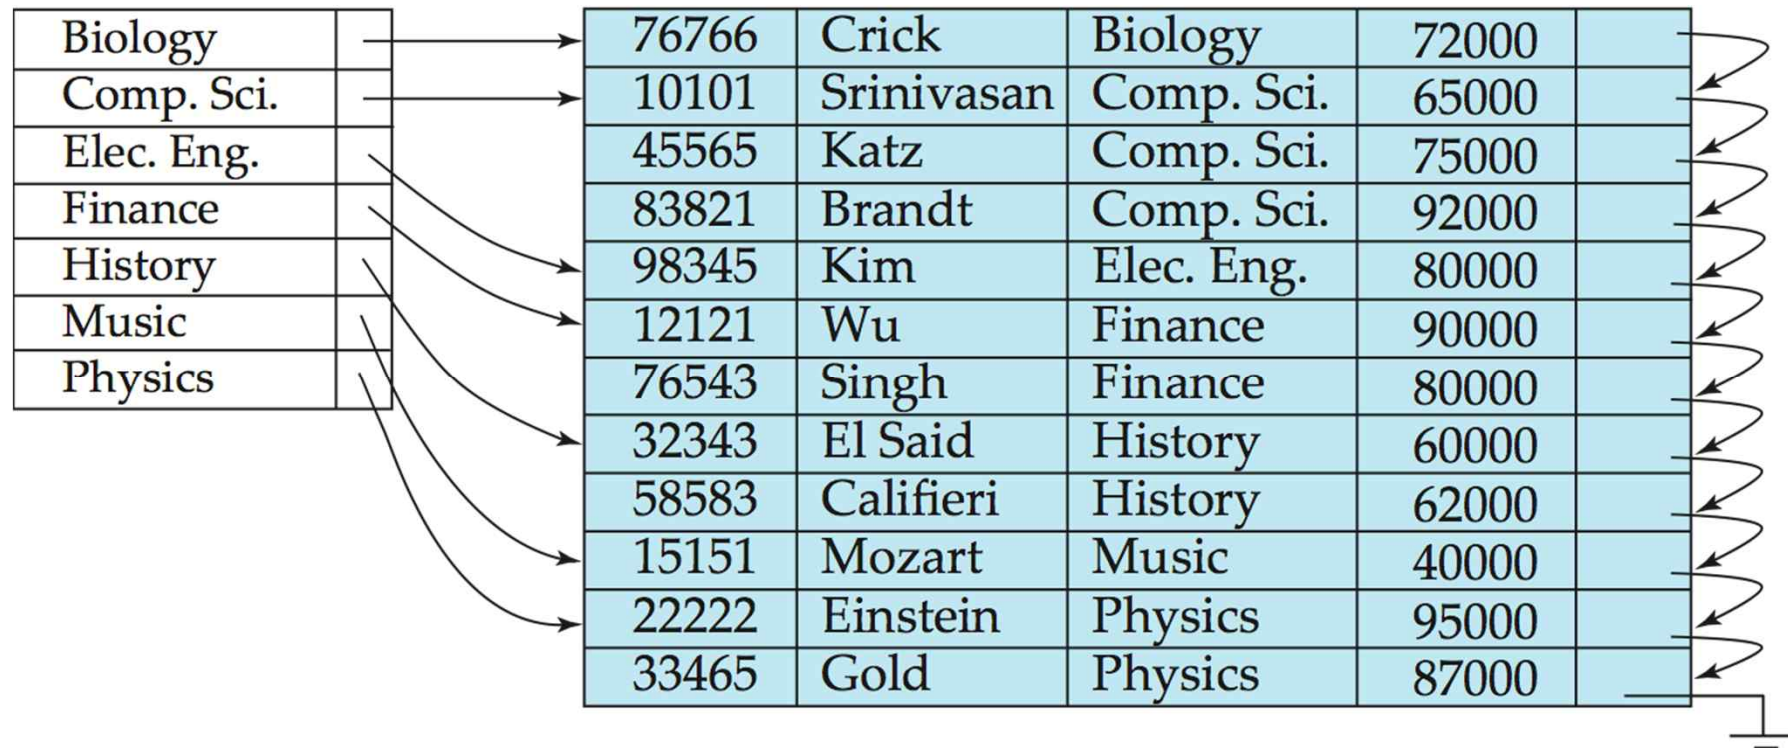 Biology
Comp. Sci.
Elec. Eng.
Finance
History
Music
Physics
76766 Crick Biology 72000
10101 Srinivasan Comp. Sci. 65000
45565 Katz Comp. Sci. 75000
83821 Brandt Comp. Sci. 92000
98345 Kim Elec. Eng. 80000
12121 Wu Finance 90000
76543 Singh Finance 80000
32343 El Said History 60000
58583 Califieri History 62000
15151 Mozart Music 40000
22222 Einstein Physics 95000
33465 Gold Physics 87000